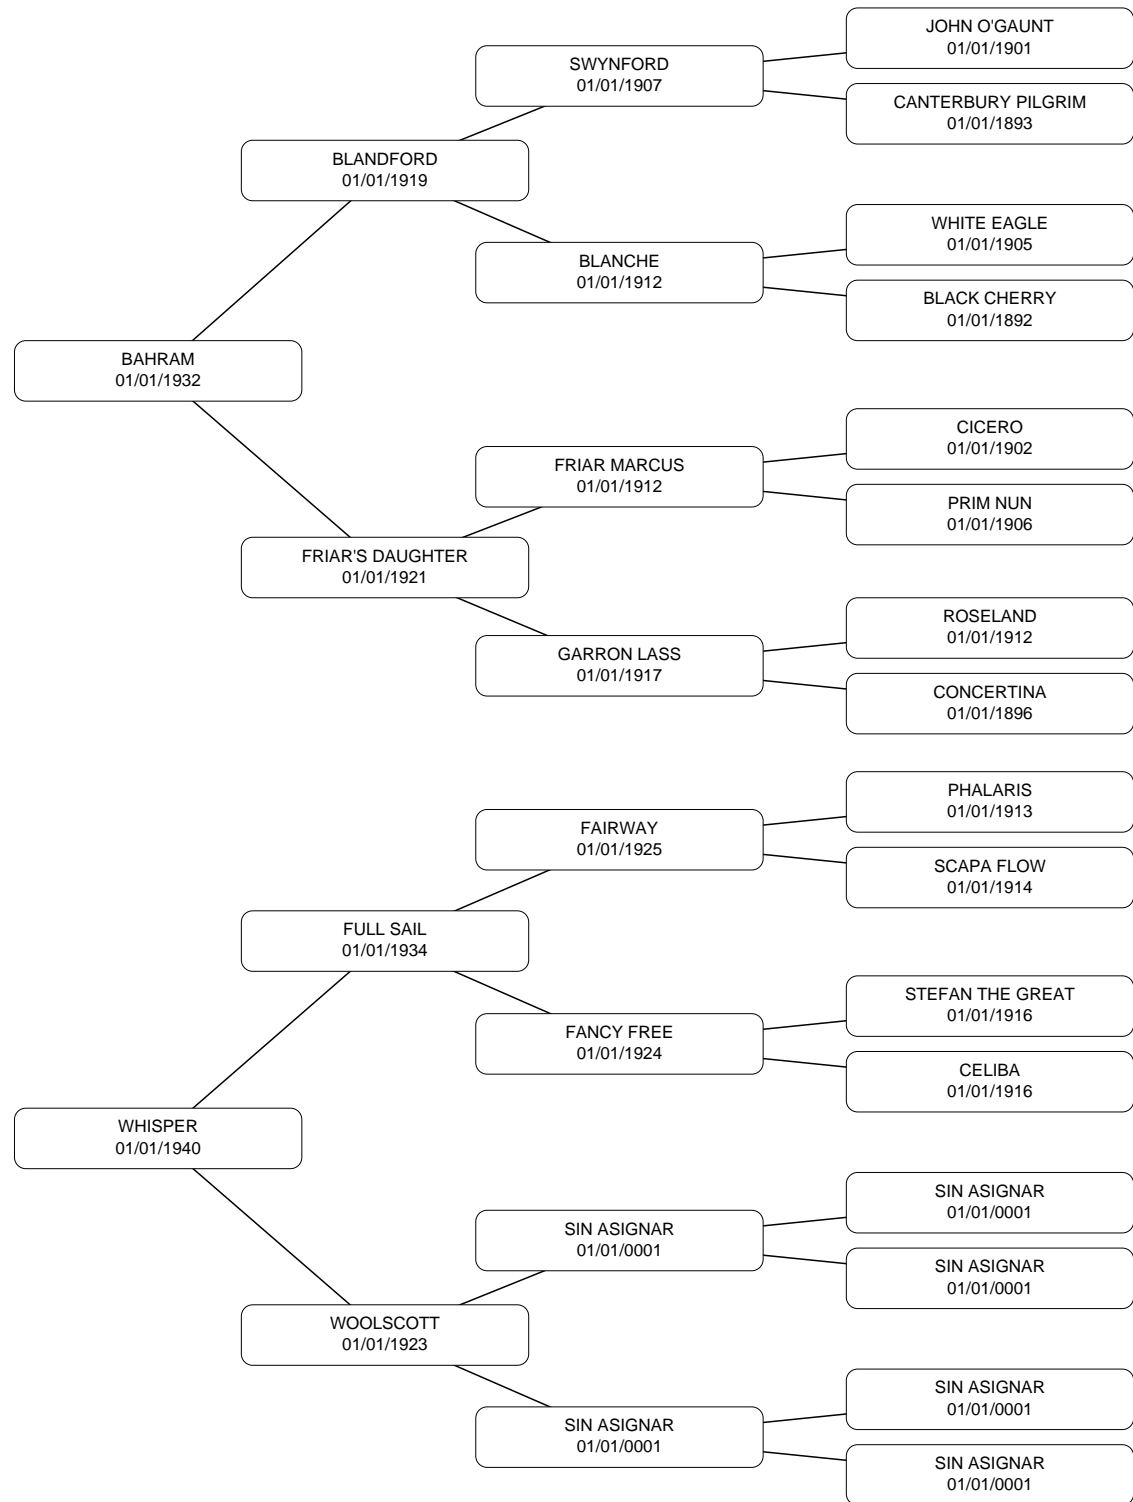 JOHN O'GAUNT
01/01/1901
SWYNFORD
01/01/1907
CANTERBURY PILGRIM
01/01/1893
BLANDFORD
01/01/1919
WHITE EAGLE
01/01/1905
BLANCHE
01/01/1912
BLACK CHERRY
01/01/1892
BAHRAM
01/01/1932
CICERO
01/01/1902
FRIAR MARCUS
01/01/1912
PRIM NUN
01/01/1906
FRIAR'S DAUGHTER
01/01/1921
ROSELAND
01/01/1912
GARRON LASS
01/01/1917
CONCERTINA
01/01/1896
PHALARIS
01/01/1913
FAIRWAY
01/01/1925
SCAPA FLOW
01/01/1914
FULL SAIL
01/01/1934
STEFAN THE GREAT
01/01/1916
FANCY FREE
01/01/1924
CELIBA
01/01/1916
WHISPER
01/01/1940
SIN ASIGNAR
01/01/0001
SIN ASIGNAR
01/01/0001
SIN ASIGNAR
01/01/0001
WOOLSCOTT
01/01/1923
SIN ASIGNAR
01/01/0001
SIN ASIGNAR
01/01/0001
SIN ASIGNAR
01/01/0001